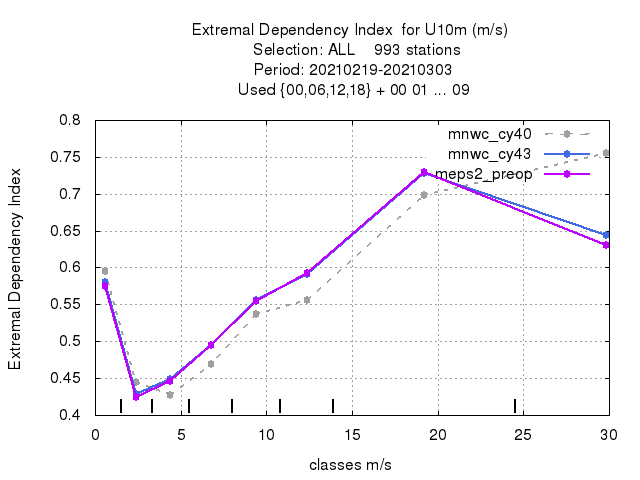 Extremal Dependency Index  for U10m (m/s)
Selection: ALL    993 stations
Period: 20210219-20210303
Used {00,06,12,18} + 00 01 ... 09
mnwc_cy40
mnwc_cy43
meps2_preop
Extremal Dependency Index
0.8
0.75
0.7
0.65
0.6
0.55
0.5
0.45
0.4
0 5 10 15 20 25 30
classes m/s